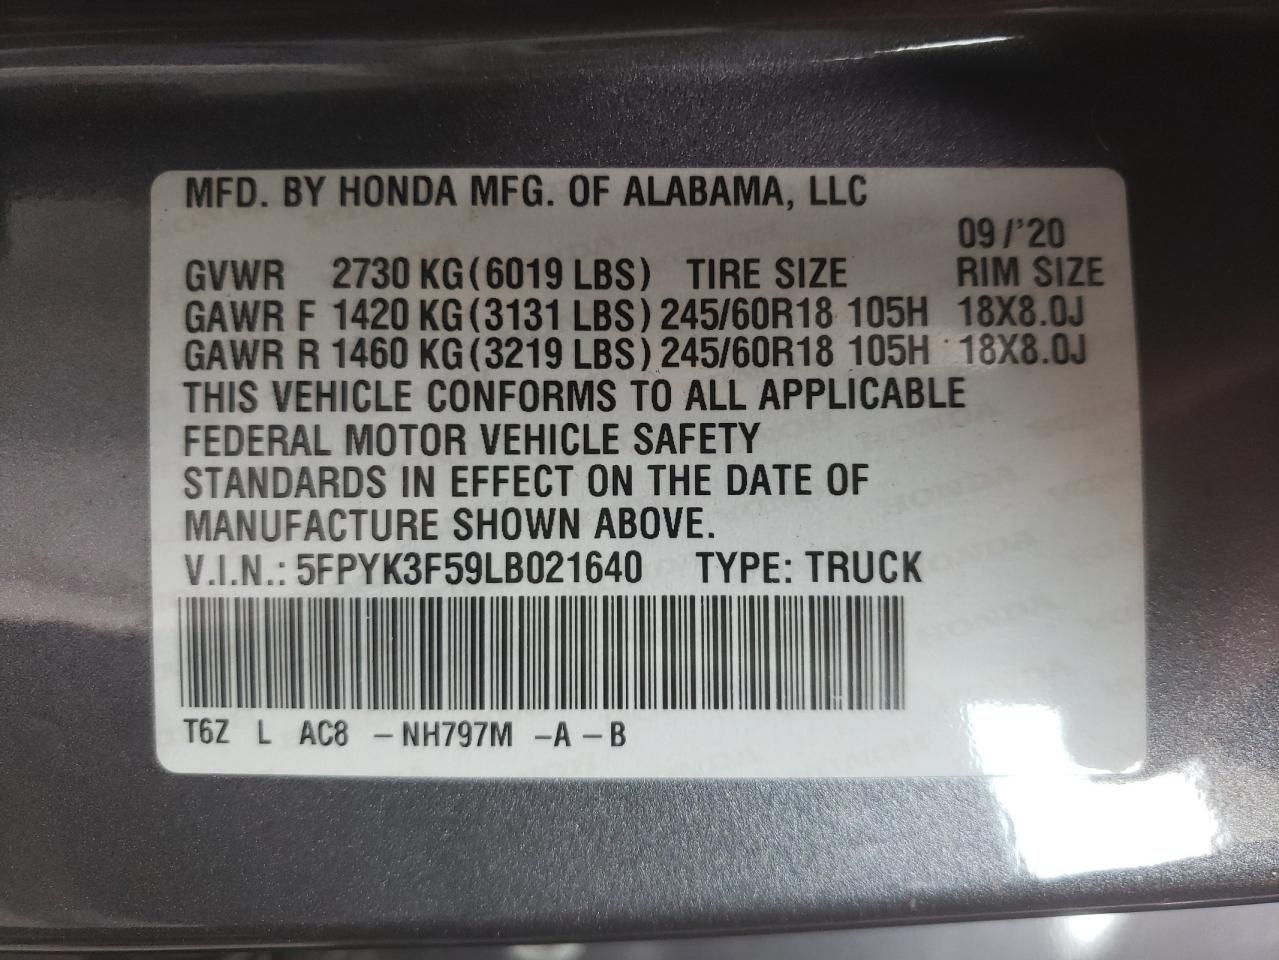 MFD. BY HONDA MFG. OF ALABAMA, LLC
09/'20
GVWR 2730 KG (6019 LBS) TIRE SIZE RIM SIZE
GAWR F 1420 KG (3131 LBS) 245/60R18 105H 18X8.0J
GAWR R 1460 KG (3219 LBS) 245/60R18 105H 18X8.0J
THIS VEHICLE CONFORMS TO ALL APPLICABLE
FEDERAL MOTOR VEHICLE SAFETY
STANDARDS IN EFFECT ON THE DATE OF
MANUFACTURE SHOWN ABOVE.
V.I.N.: 5FPYK3F59LB021640 TYPE: TRUCK
T6Z L AC8 -NH797M -A -B